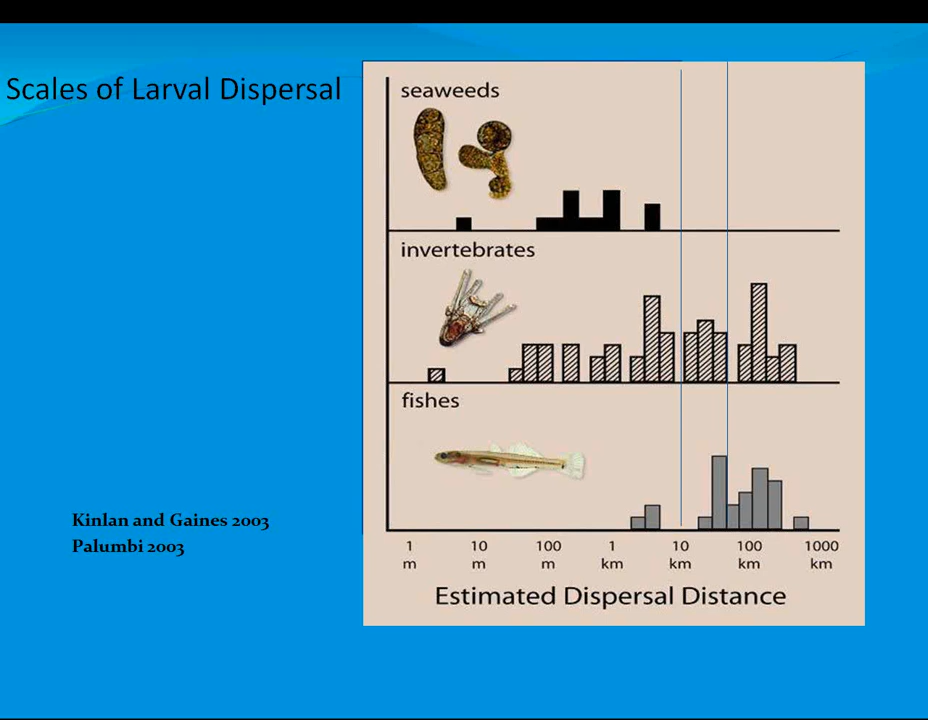 Scales of Larval Dispersal
seaweeds
invertebrates
fishes
1 10 100 1 10 100 1000
m m m km km km km
Estimated Dispersal Distance
Kinlan and Gaines 2003
Palumbi 2003